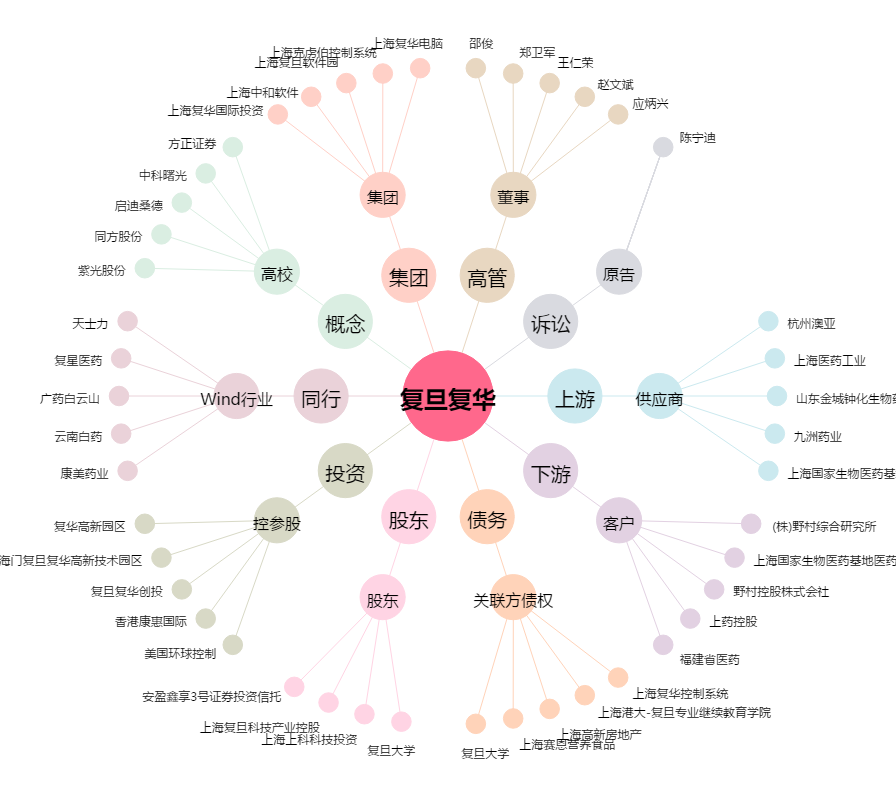 上海复华电脑
上海克虏伯控制系统
上海复旦软件园
上海中和软件
上海复华国际投资
邵俊
郑卫军
王仁荣
赵文斌
应炳兴
陈宁迪
方正证券
中科曙光
启迪桑德
同方股份
紫光股份
集团
董事
高校
集团
高管
原告
概念
诉讼
天士力
复星医药
广药白云山
云南白药
康美药业
Wind行业
同行
复旦复华
上游
供应商
杭州澳亚
上海医药工业
山东金城钟化生物
九洲药业
上海国家生物医药基
投资
下游
控参股
股东
债务
客户
复华高新园区
海门复旦复华高新技术园区
复旦复华创投
香港康惠国际
美国环球控制
(株)野村综合研究所
上海国家生物医药基地医药
野村控股株式会社
上药控股
福建省医药
股东
关联方债权
安盈鑫享3号证券投资信托
上海复旦科技产业控股
上海上科科技投资
复旦大学
上海复华控制系统
上海港大-复旦专业继续教育学院
上海高新房地产
上海赛恩营养食品
复旦大学